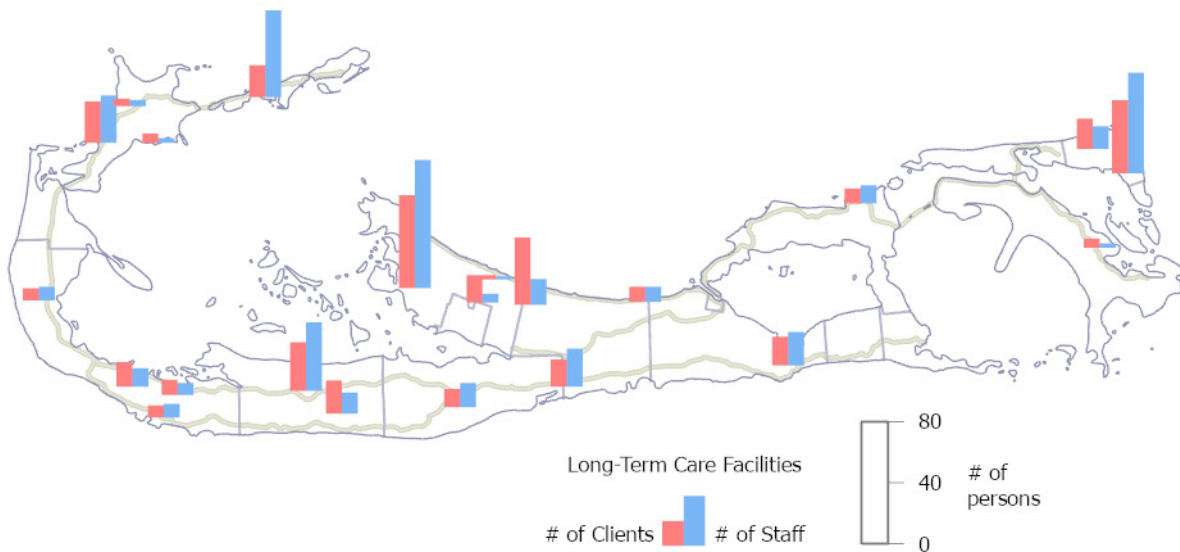 Long-Term Care Facilities
# of Clients # of Staff
80
40
0
# of
persons